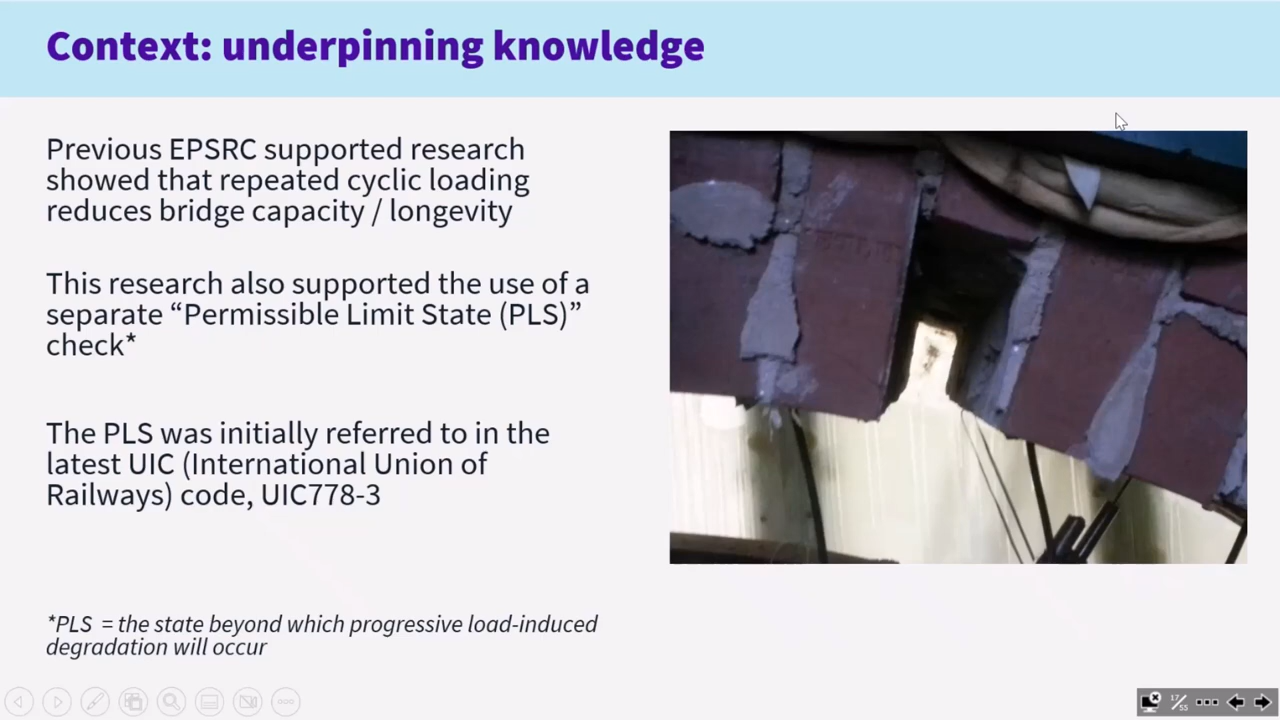 Context: underpinning knowledge
Previous EPSRC supported research
showed that repeated cyclic loading
reduces bridge capacity / longevity
This research also supported the use of a
separate “Permissible Limit State (PLS)”
check*
The PLS was initially referred to in the
latest UIC (International Union of
Railways) code, UIC778-3
*PLS = the state beyond which progressive load-induced
degradation will occur
17/55